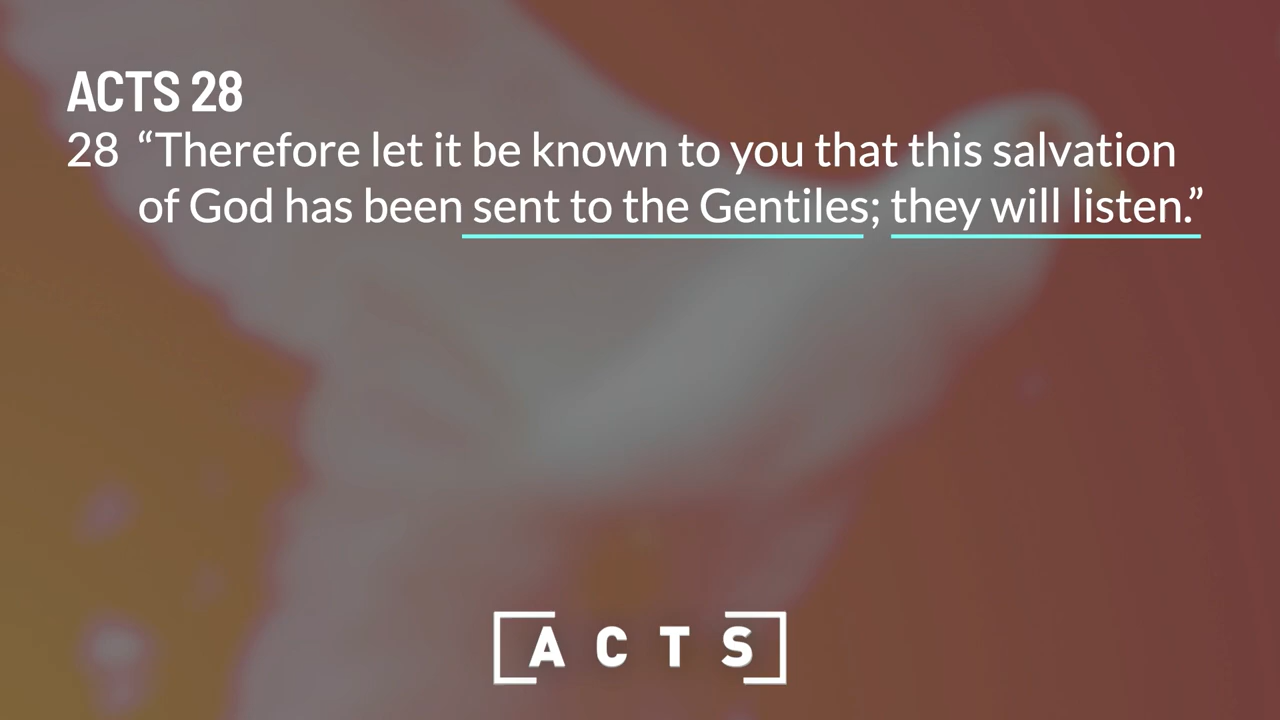 ACTS 28
28 “Therefore let it be known to you that this salvation
of God has been sent to the Gentiles; they will listen.”
ACTS